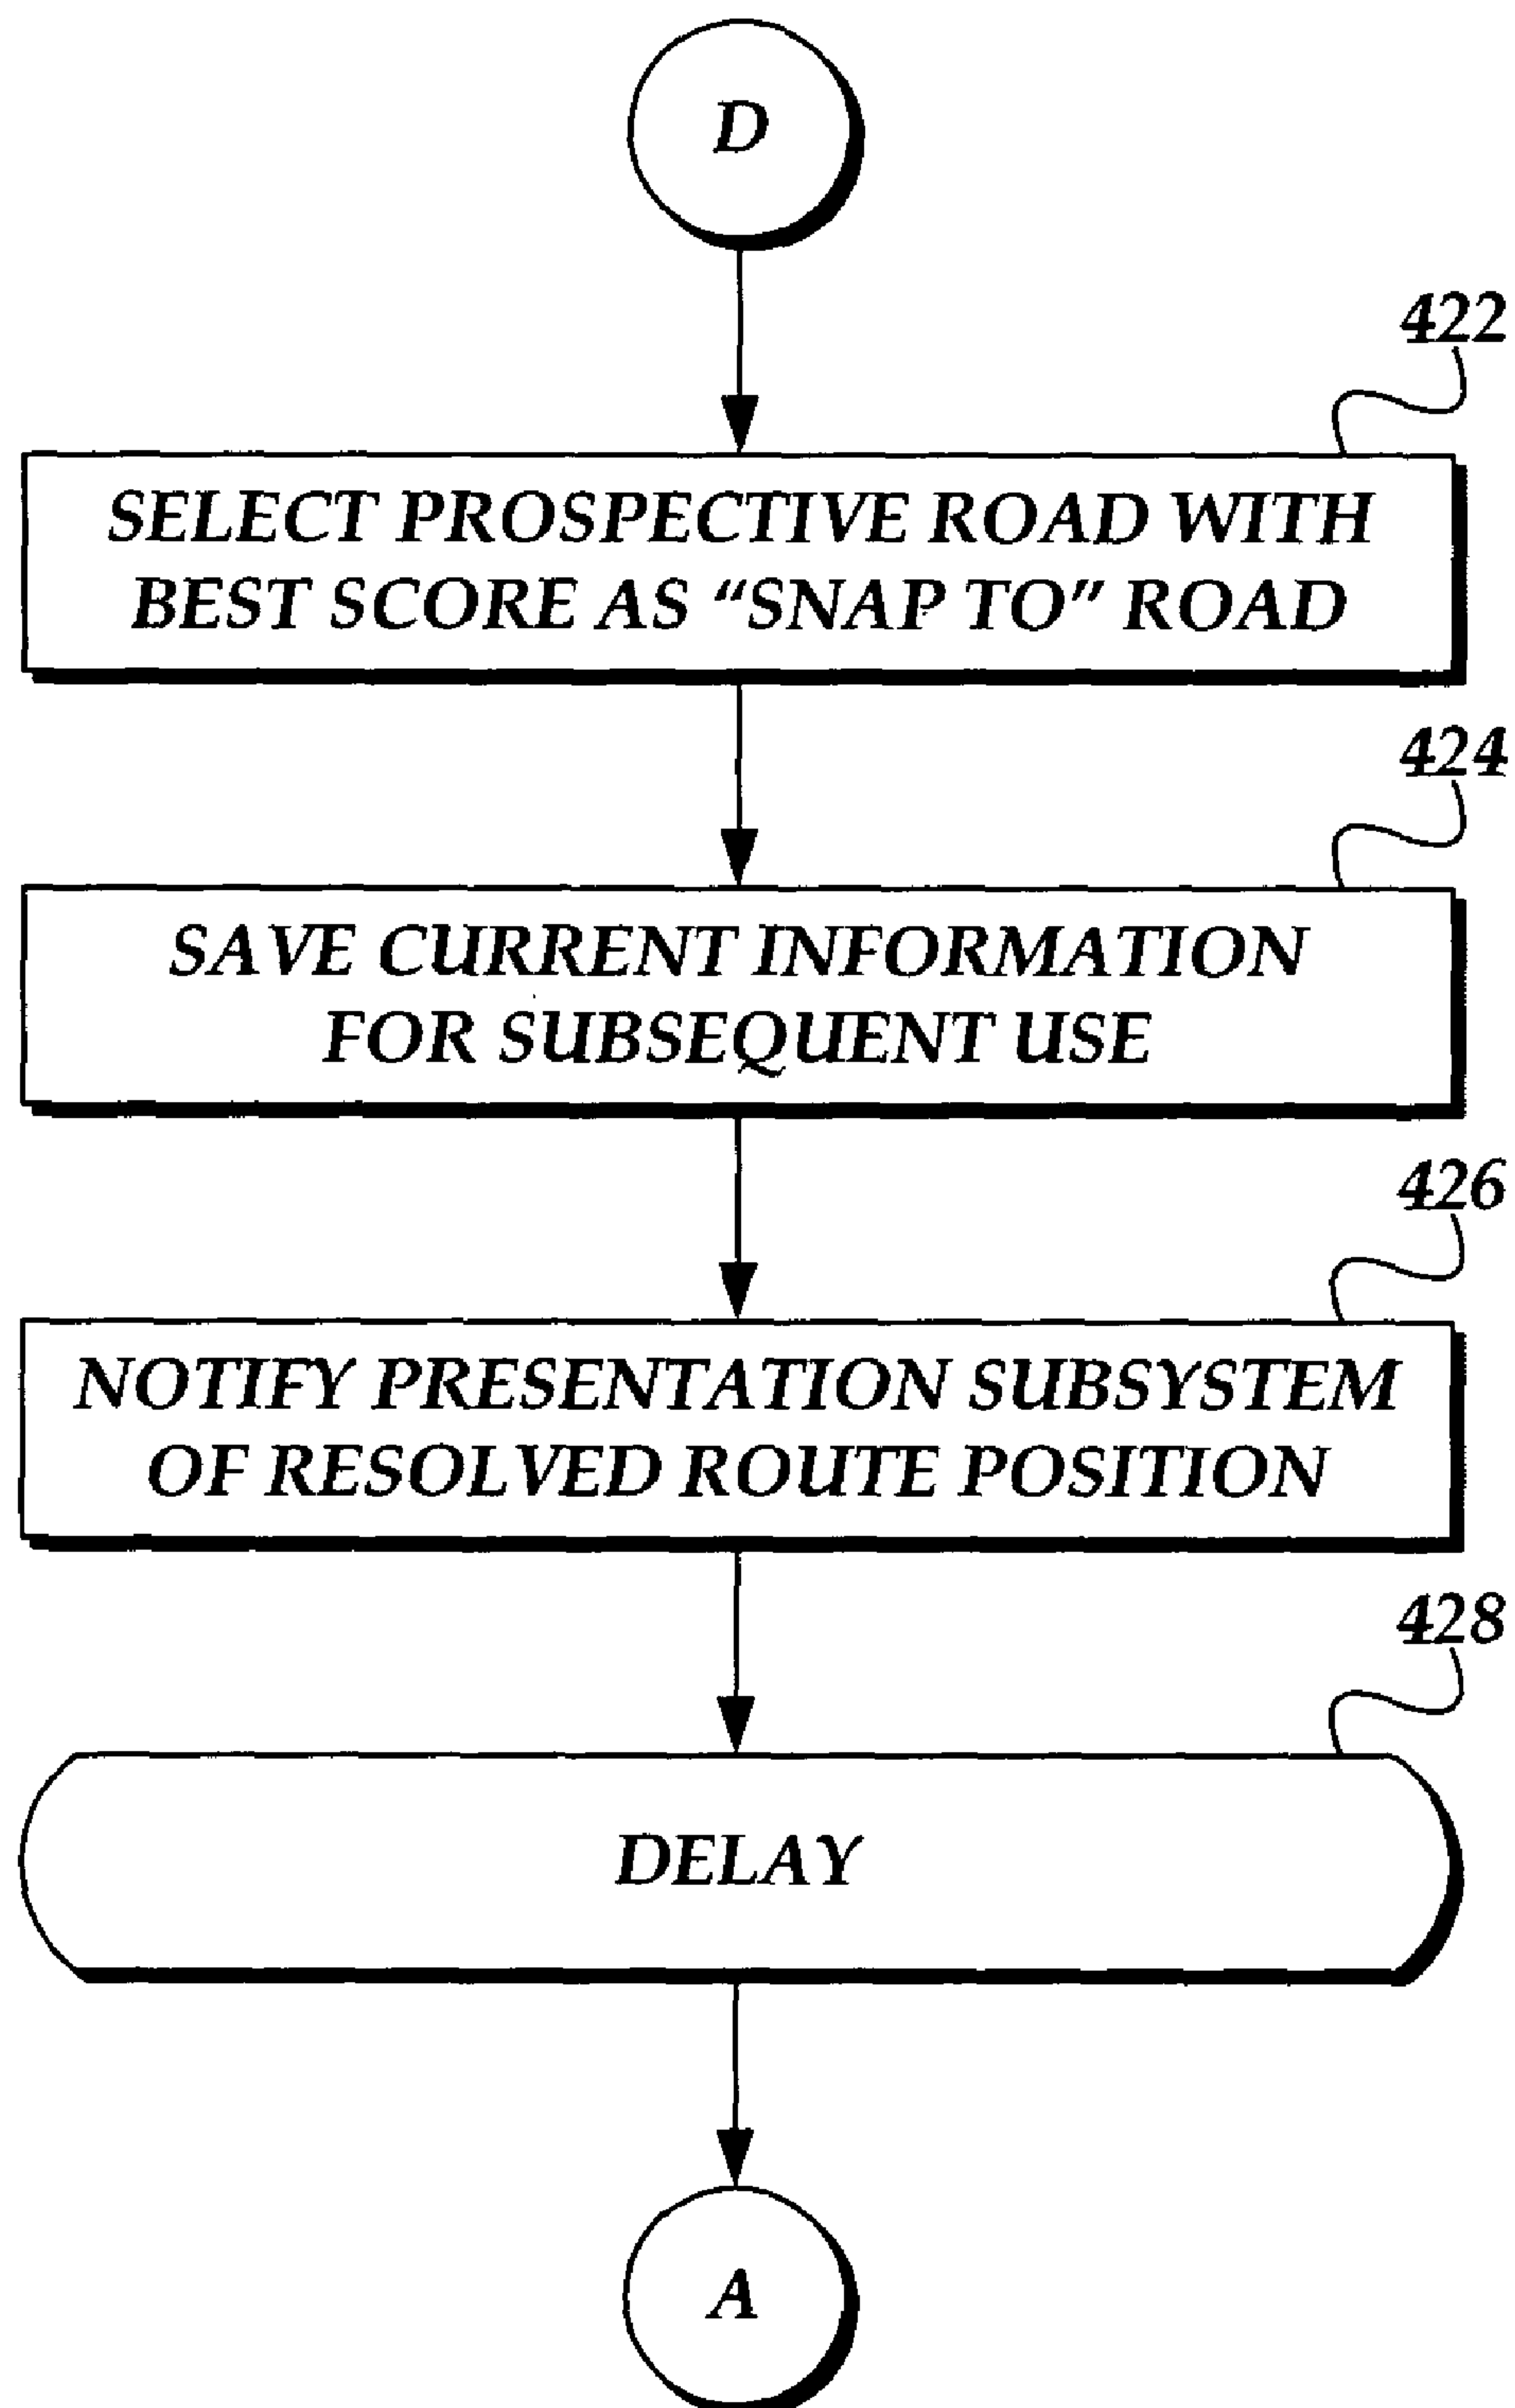 D
422
SELECT PROSPECTIVE ROAD WITH
BEST SCORE AS “SNAP TO” ROAD
424
SAVE CURRENT INFORMATION
FOR SUBSEQUENT USE
426
NOTIFY PRESENTATION SUBSYSTEM
OF RESOLVED ROUTE POSITION
428
DELAY
A